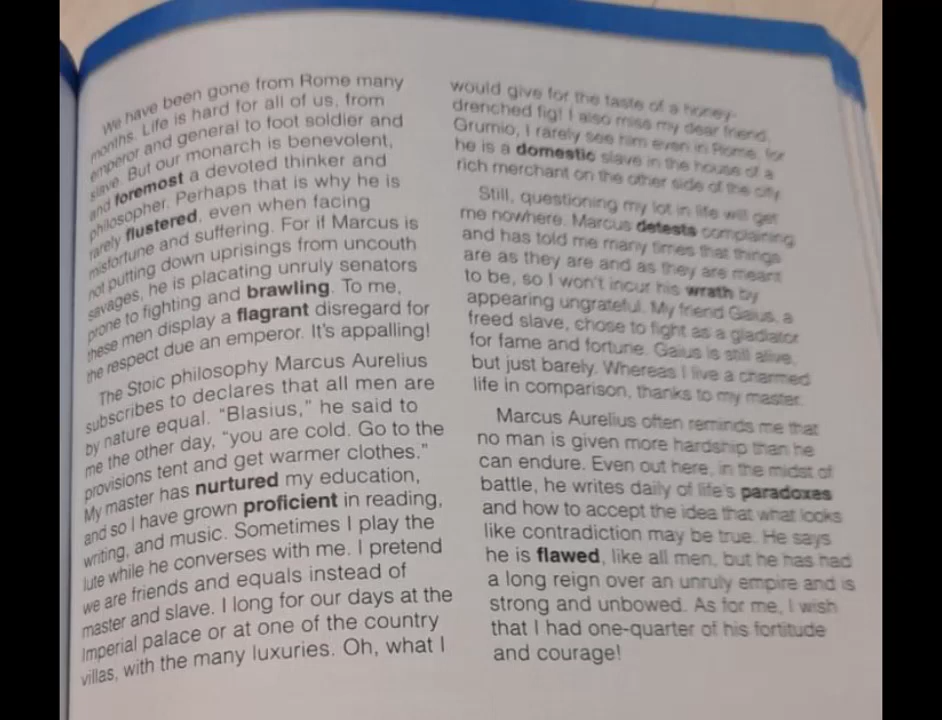 We have been gone from Rome many
months. Life is hard for all of us, from
emperor and general to foot soldier and
slave. But our monarch is benevolent,
and foremost a devoted thinker and
philosopher. Perhaps that is why he is
rarely flustered, even when facing
misfortune and suffering. For if Marcus is
not putting down uprisings from uncouth
savages, he is placating unruly senators
prone to fighting and brawling. To me,
these men display a flagrant disregard for
the respect due an emperor. It's appalling!
The Stoic philosophy Marcus Aurelius
subscribes to declares that all men are
by nature equal. "Blasius," he said to
me the other day, "you are cold. Go to the
provisions tent and get warmer clothes."
My master has nurtured my education,
and so I have grown proficient in reading,
writing, and music. Sometimes I play the
lute while he converses with me. I pretend
we are friends and equals instead of
master and slave. I long for our days at the
Imperial palace or at one of the country
villas, with the many luxuries. Oh, what I
would give for the taste of a honey-
drenched fig! I also miss my dear friend,
Grumio, I rarely see him even in Rome, for
he is a domestic slave in the house of a
rich merchant on the other side of the city.
Still, questioning my lot in life will get
me nowhere. Marcus detests complaining
and has told me many times that things
are as they are and as they are meant
to be, so I won't incur his wrath by
appearing ungrateful. My friend Gaius, a
freed slave, chose to fight as a gladiator
for fame and fortune. Gaius is still alive,
but just barely. Whereas I live a charmed
life in comparison, thanks to my master.
Marcus Aurelius often reminds me that
no man is given more hardship than he
can endure. Even out here, in the midst of
battle, he writes daily of life's paradoxes
and how to accept the idea that what looks
like contradiction may be true. He says
he is flawed, like all men, but he has had
a long reign over an unruly empire and is
strong and unbowed. As for me, I wish
that I had one-quarter of his fortitude
and courage!